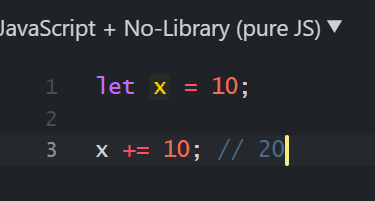 JavaScript + No-Library (pure JS) ▼
1 let x = 10;
2
3 x += 10; // 20